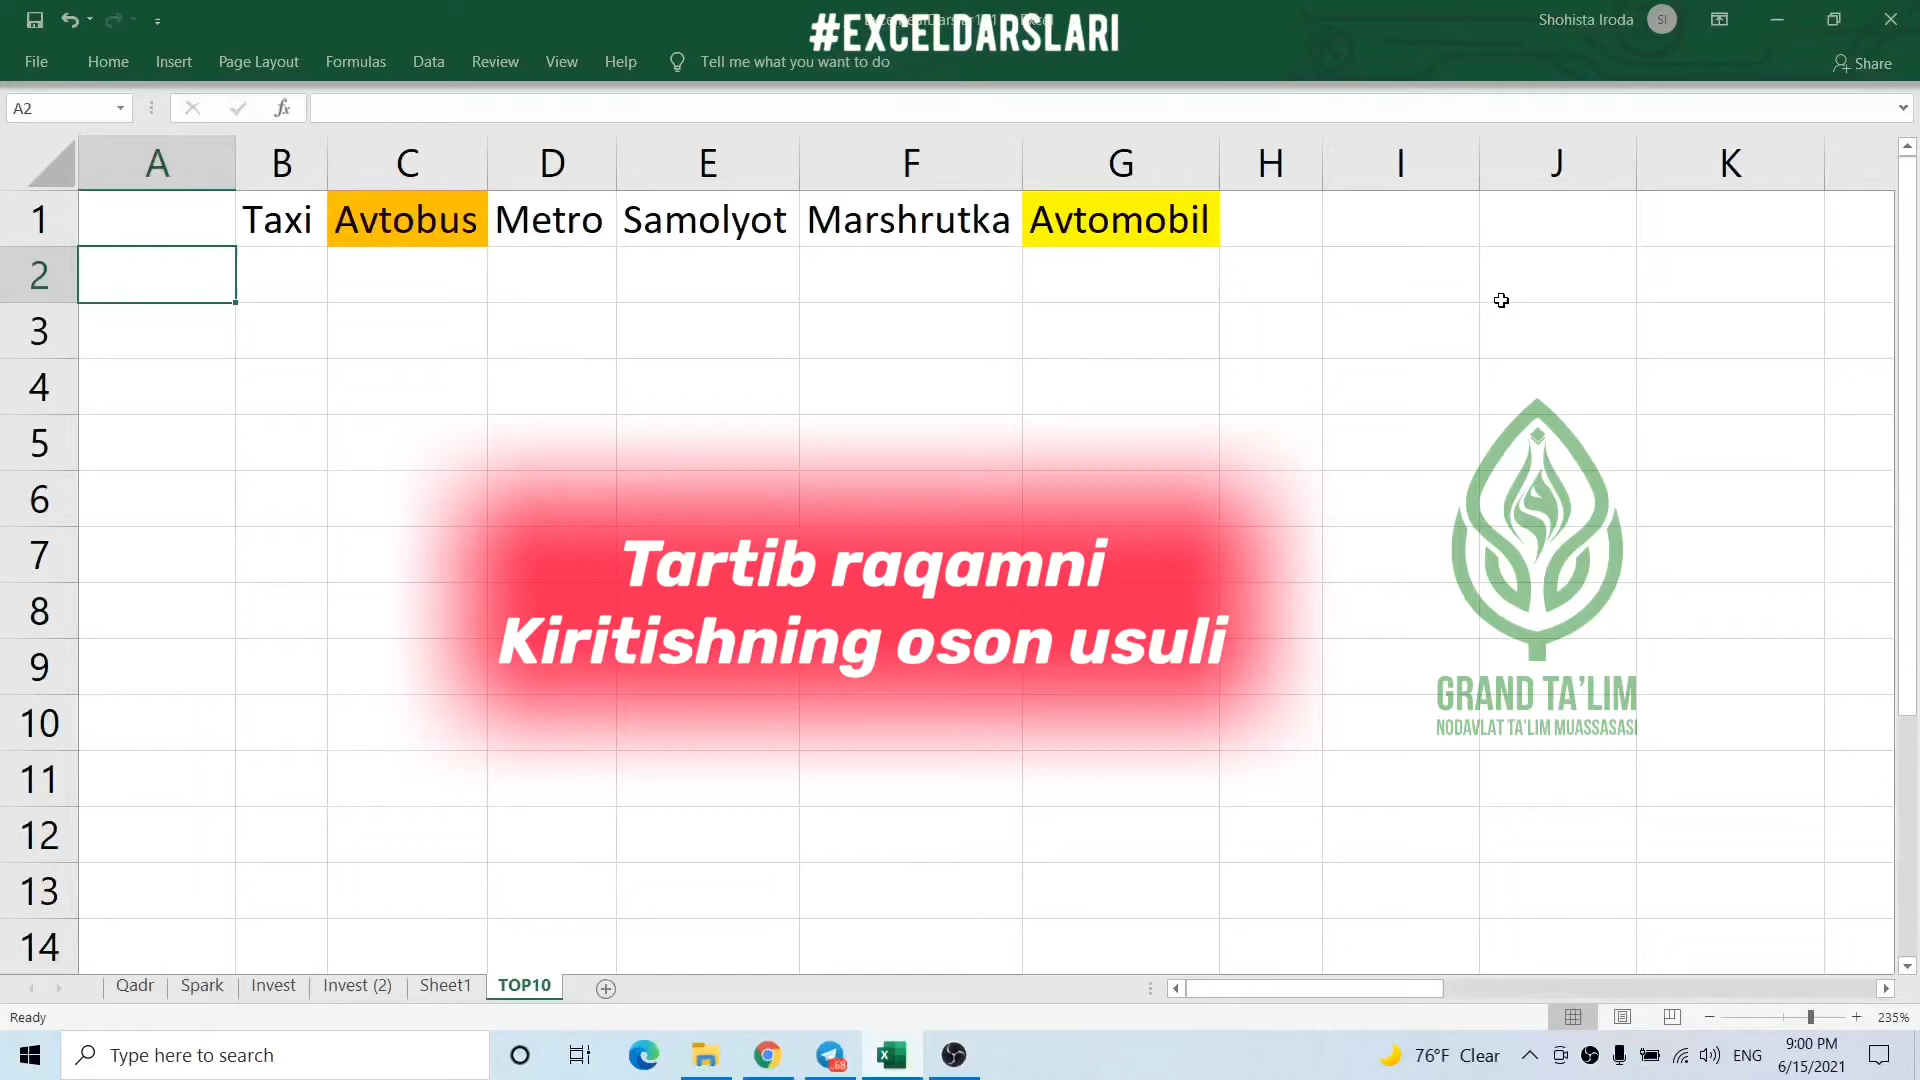 #EXCELDARSLARI
Shohista Iroda
SI
File
Home
Insert
Page Layout
Formulas
Data
Review
View
Help
Tell me what you want to do
Share
A2
fx
A B C D E F G H I J K
1 Taxi Avtobus Metro Samolyot Marshrutka Avtomobil
2
3
4
5
6
7
8
9
10
11
12
13
14
Tartib raqamni
Kiritishning oson usuli
GRAND TA’LIM
NODAVLAT TA’LIM MUASSASASI
Qadr
Spark
Invest
Invest (2)
Sheet1
TOP10
Ready
235%
Type here to search
68
76°F Clear
ENG
9:00 PM
6/15/2021